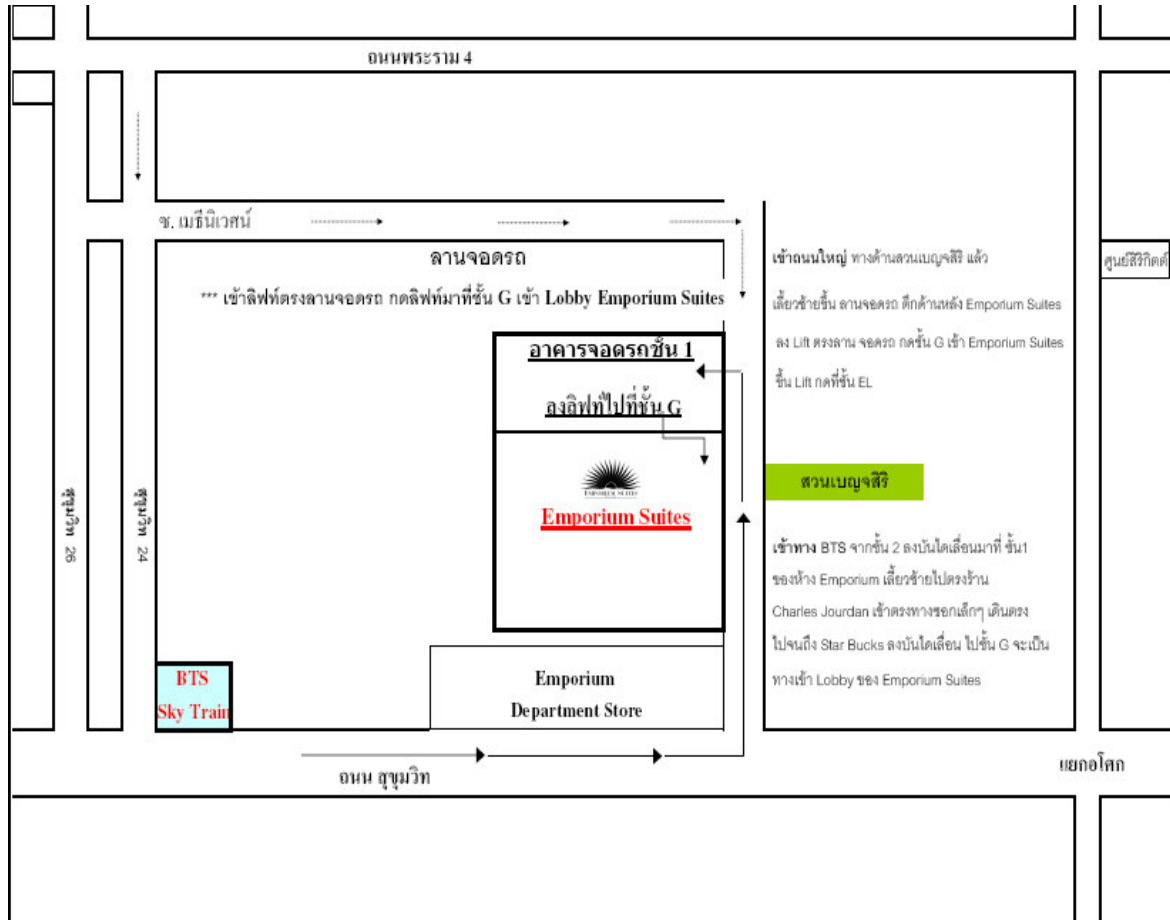 ถนนพระราม 4
ซ. เมธีนิเวศน์
ลานจอดรถ
*** เข้าลิฟท์ตรงลานจอดรถ กดลิฟท์มาที่ชั้น G เข้า Lobby Emporium Suites
อาคารจอดรถชั้น 1
ลงลิฟท์ไปที่ชั้น G
EMPORIUM SUITES
Emporium Suites
เข้าถนนใหญ่ ทางด้านสวนเบญจสิริ แล้ว
เลี้ยวซ้ายขึ้น ลานจอดรถ ตึกด้านหลัง Emporium Suites
ลง Lift ตรงลาน จอดรถ กดชั้น G เข้า Emporium Suites
ขึ้น Lift กดที่ชั้น EL
ศูนย์สิริกิตต์
สวนเบญจสิริ
เข้าทาง BTS จากชั้น 2 ลงบันไดเลื่อนมาที่ ชั้น1
ของห้าง Emporium เลี้ยวซ้ายไปตรงร้าน
Charles Jourdan เข้าตรงทางซอกเล็กๆ เดินตรง
ไปจนถึง Star Bucks ลงบันไดเลื่อน ไปชั้น G จะเป็น
ทางเข้า Lobby ของ Emporium Suites
สุขุมวิท 26
สุขุมวิท 24
BTS
Sky Train
Emporium
Department Store
ถนน สุขุมวิท
แยกอโศก